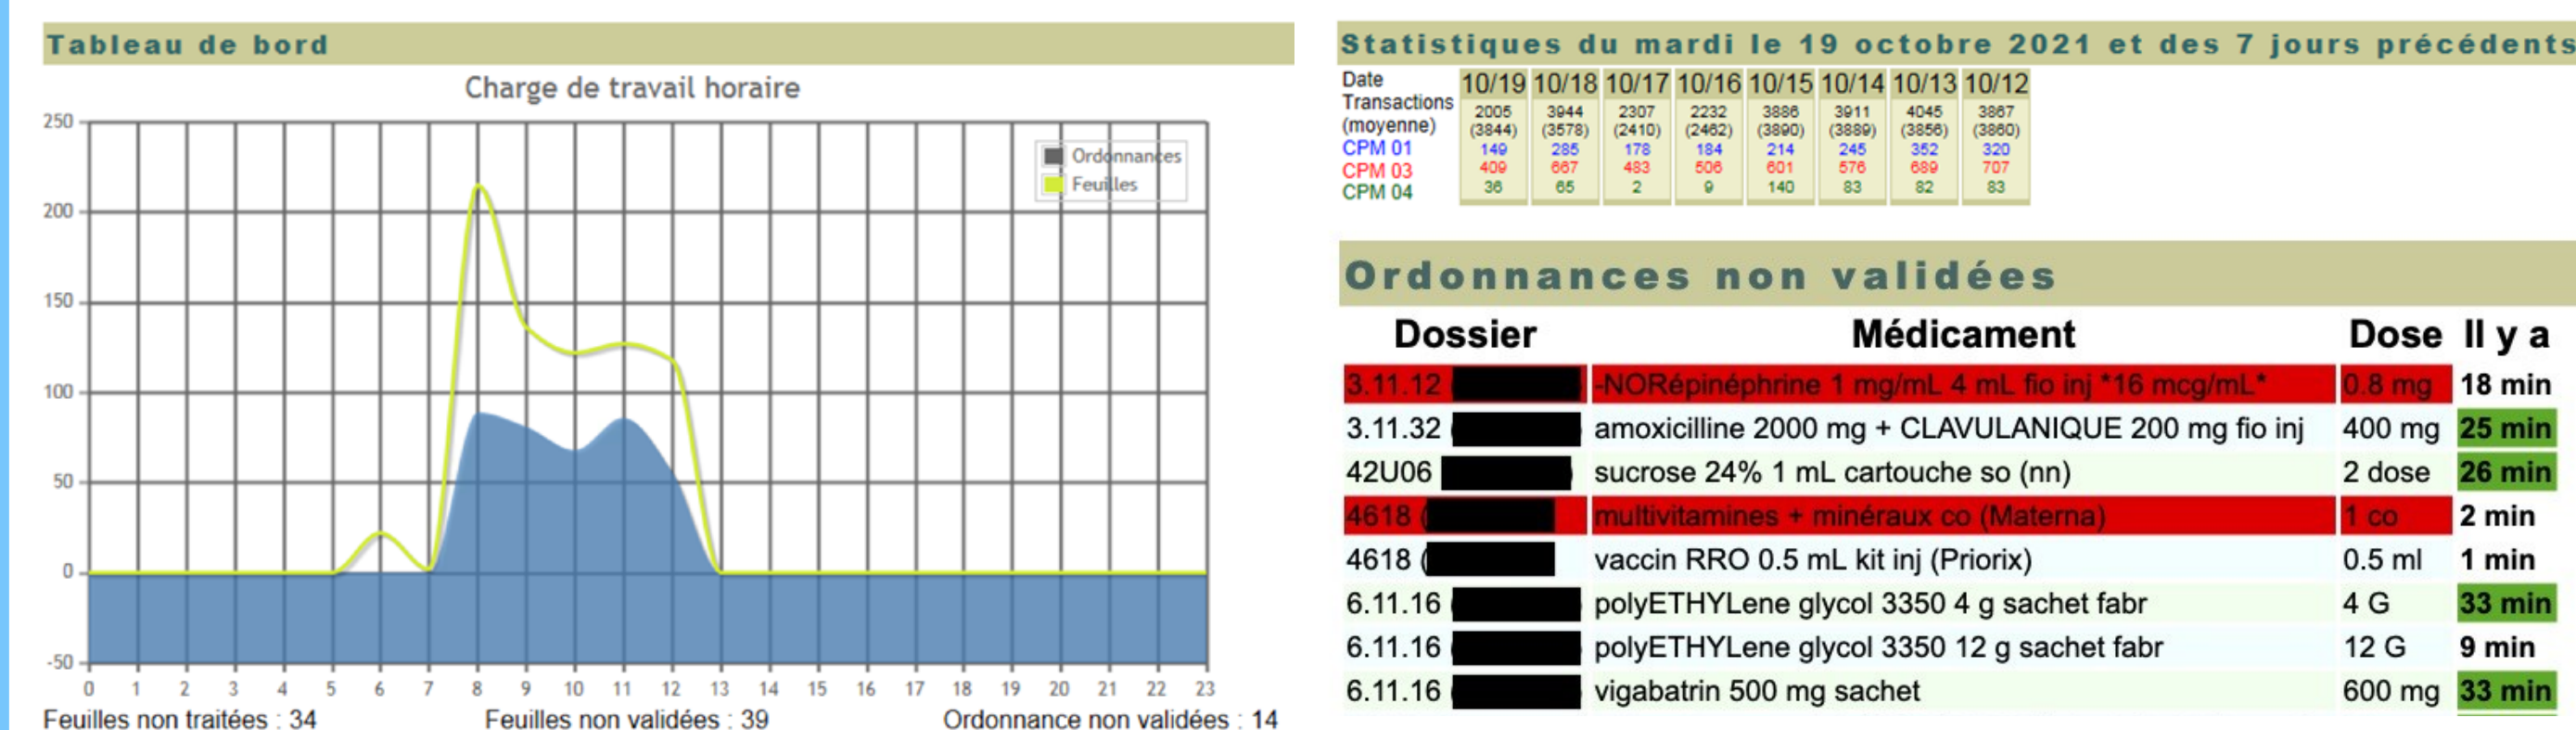 Tableau de bord
Charge de travail horaire
250
200
150
100
50
0
-50
Ordonnances
Feuilles
0 1 2 3 4 5 6 7 8 9 10 11 12 13 14 15 16 17 18 19 20 21 22 23
Feuilles non traitées : 34 Feuilles non validées : 39 Ordonnance non validées : 14
Statistiques du mardi le 19 octobre 2021 et des 7 jours précédents
Date 10/19 10/18 10/17 10/16 10/15 10/14 10/13 10/12
Transactions 2005 3944 2307 2232 3886 3911 4045 3867
(moyenne) (3844) (3578) (2410) (2462) (3890) (3889) (3856) (3860)
CPM 01 149 285 178 184 214 245 352 320
CPM 03 409 667 483 506 601 576 689 707
CPM 04 36 65 2 9 140 83 82 83
Ordonnances non validées
Dossier Médicament Dose Il y a
3.11.12 -NORépinéphrine 1 mg/mL 4 mL fio inj *16 mcg/mL* 0.8 mg 18 min
3.11.32 ( amoxicilline 2000 mg + CLAVULANIQUE 200 mg fio inj 400 mg 25 min
42U06 sucrose 24% 1 mL cartouche so (nn) 2 dose 26 min
4618 ( multivitamines + minéraux co (Materna) 1 co 2 min
4618 ( vaccin RRO 0.5 mL kit inj (Priorix) 0.5 ml 1 min
6.11.16 ( polyETHYLene glycol 3350 4 g sachet fabr 4 G 33 min
6.11.16 ( polyETHYLene glycol 3350 12 g sachet fabr 12 G 9 min
6.11.16 ( vigabatrin 500 mg sachet 600 mg 33 min